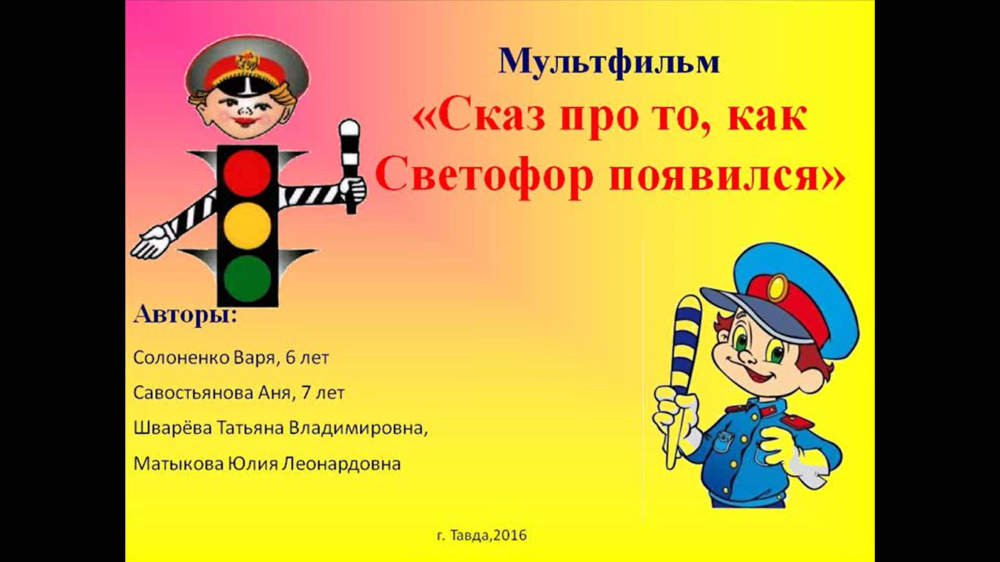 Мультфильм
«Сказ про то, как
Светофор появился»
Авторы:
Солоненко Варя, 6 лет
Савостьянова Аня, 7 лет
Шварёва Татьяна Владимировна,
Матыкова Юлия Леонардовна
г. Тавда,2016